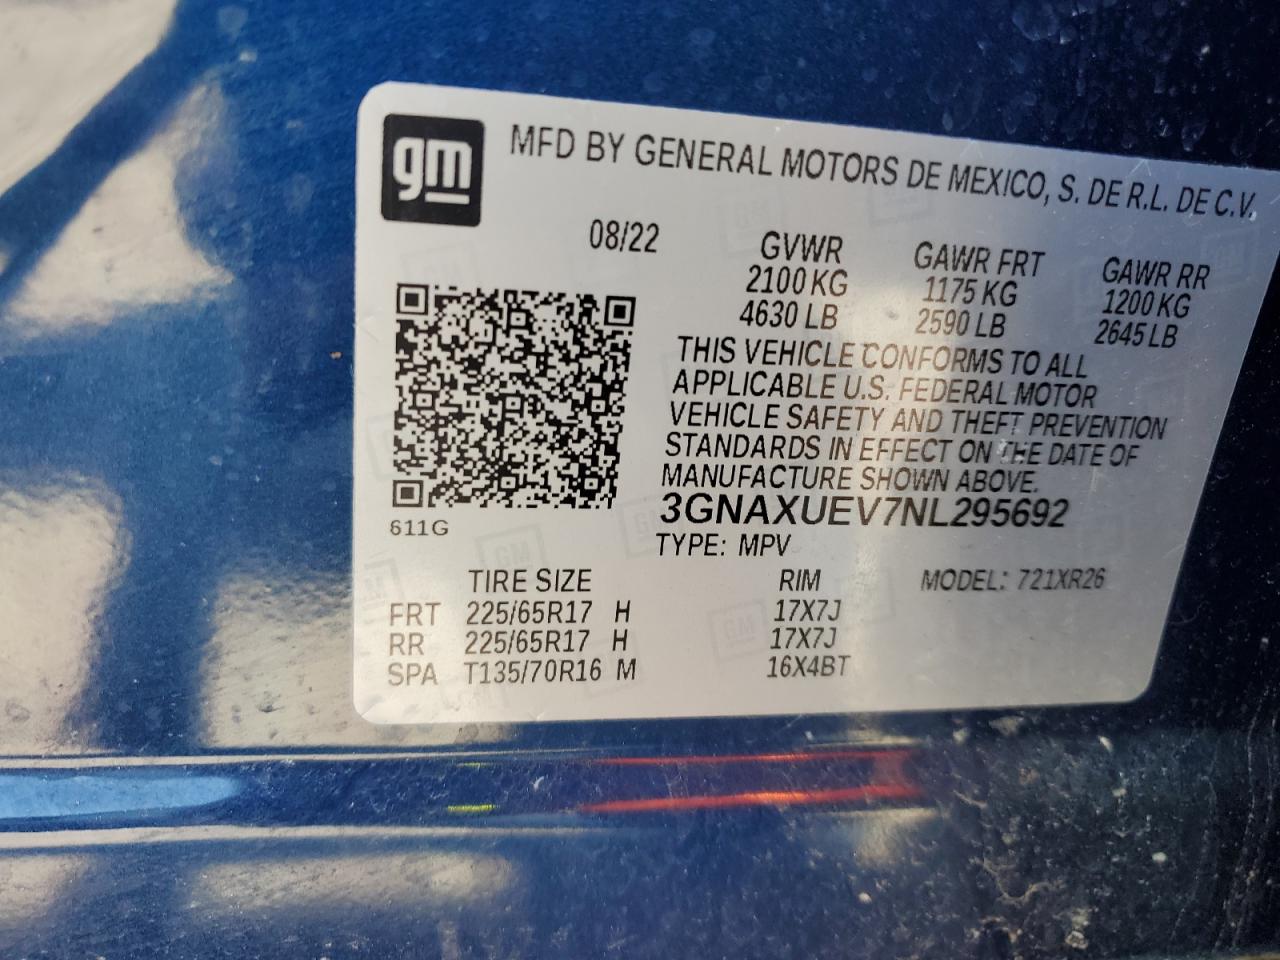 gm
MFD BY GENERAL MOTORS DE MEXICO, S. DE R.L. DE C.V.
08/22 GVWR GAWR FRT GAWR RR
2100 KG 1175 KG 1200 KG
4630 LB 2590 LB 2645 LB
THIS VEHICLE CONFORMS TO ALL
APPLICABLE U.S. FEDERAL MOTOR
VEHICLE SAFETY AND THEFT PREVENTION
STANDARDS IN EFFECT ON THE DATE OF
MANUFACTURE SHOWN ABOVE.
3GNAXUEV7NL295692
611G
TYPE: MPV
TIRE SIZE RIM MODEL: 721XR26
FRT 225/65R17 H 17X7J
RR 225/65R17 H 17X7J
SPA T135/70R16 M 16X4BT